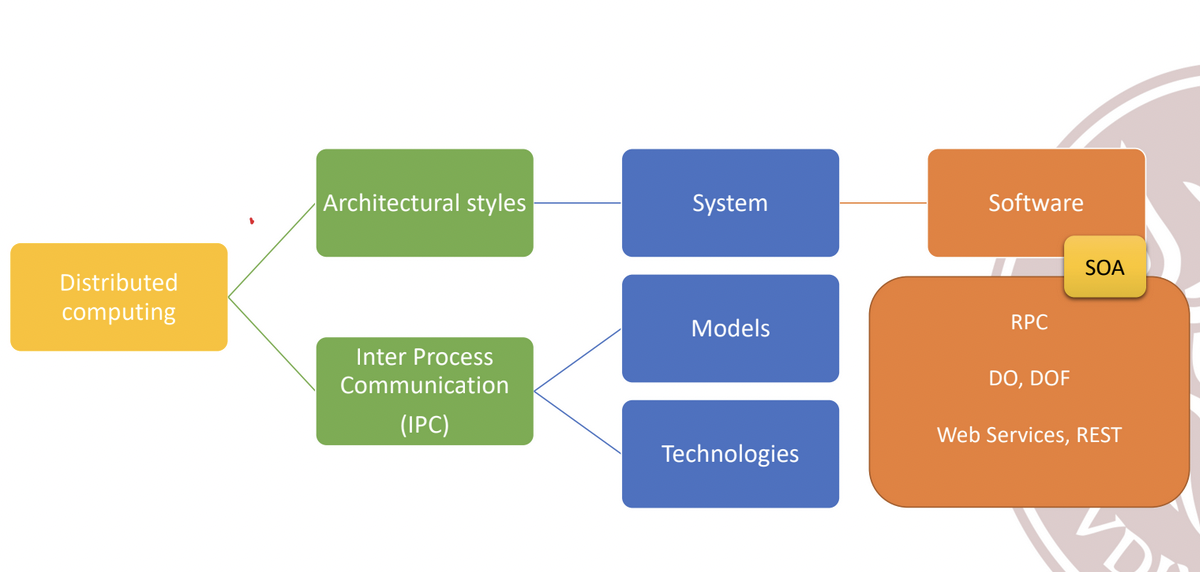 Distributed
computing
Architectural styles
Inter Process
Communication
(IPC)
System
Models
Technologies
Software
SOA
RPC
DO, DOF
Web Services, REST